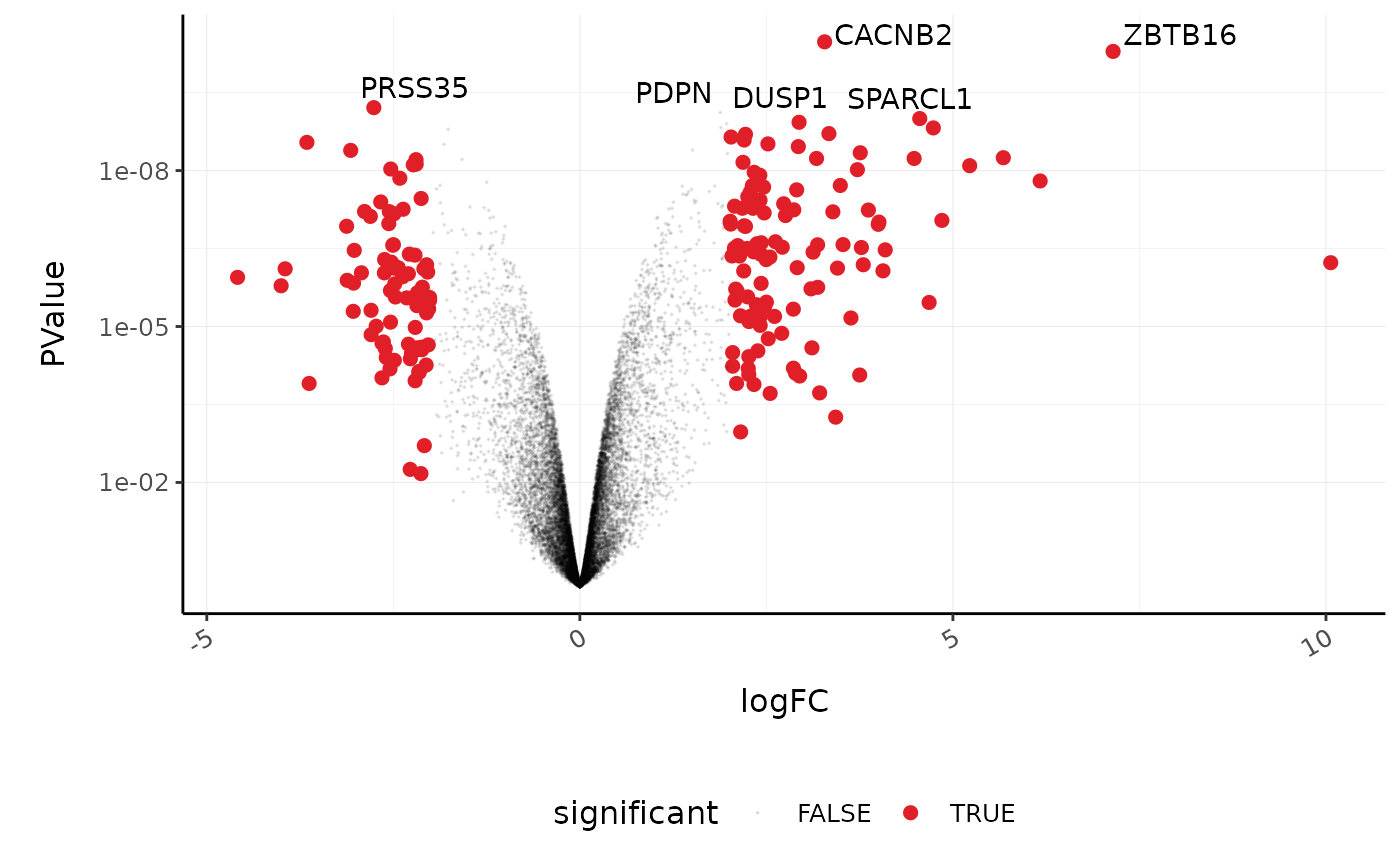 CACNB2
ZBTB16
PRSS35
PDPN
DUSP1
SPARCL1
PValue
1e-08
1e-05
1e-02
-5
0
5
10
logFC
significant FALSE TRUE